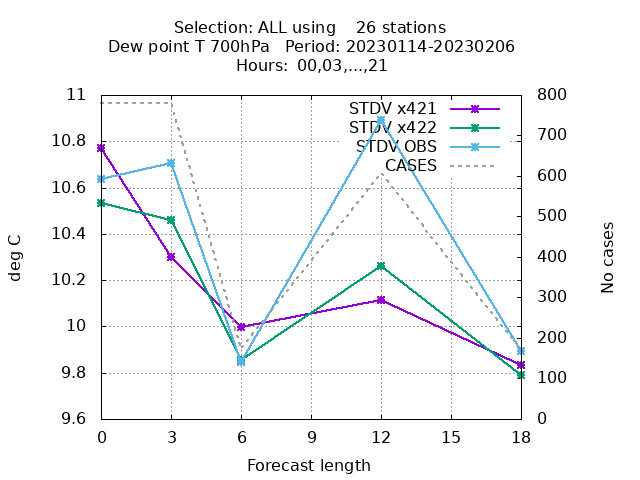 Selection: ALL using    26 stations
Dew point T 700hPa   Period: 20230114-20230206
Hours: 00,03,...,21
STDV x421
STDV x422
STDV OBS
CASES
deg C
11
10.8
10.6
10.4
10.2
10
9.8
9.6
800
700
600
500
400
300
200
100
0
No cases
0 3 6 9 12 15 18
Forecast length